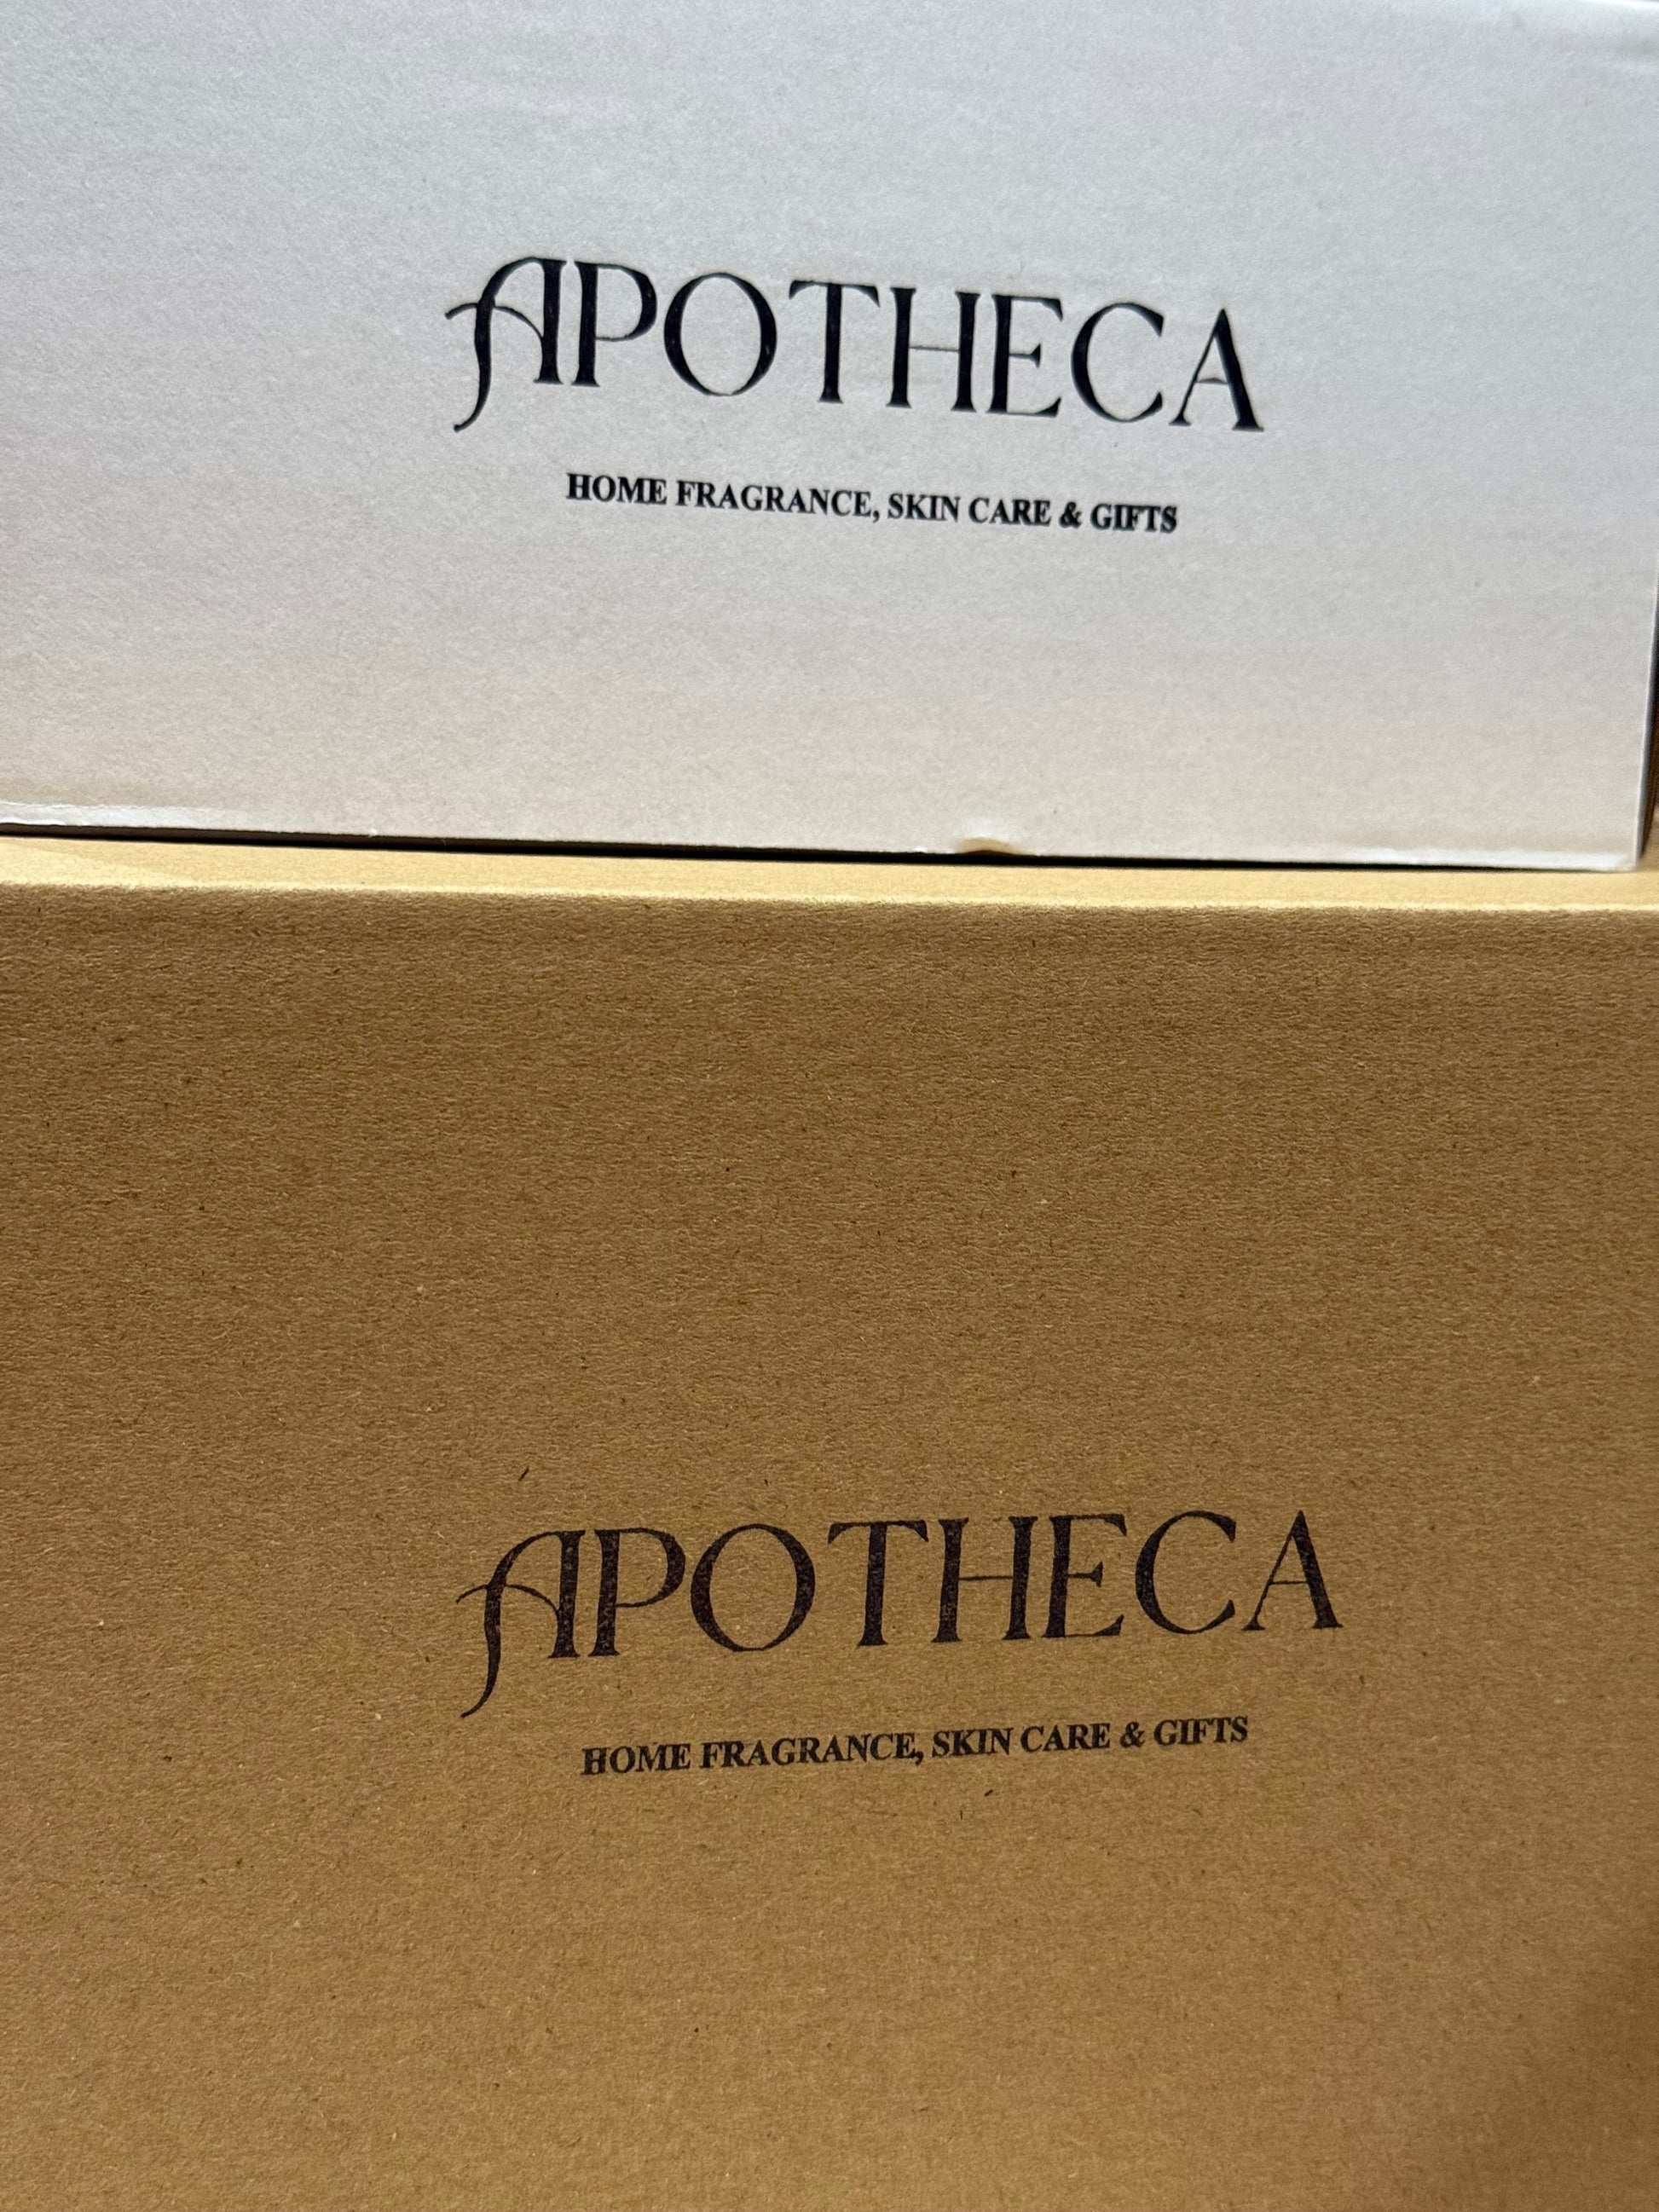 APOTHECA
HOME FRAGRANCE, SKIN CARE & GIFTS
APOTHECA
HOME FRAGRANCE, SKIN CARE & GIFTS